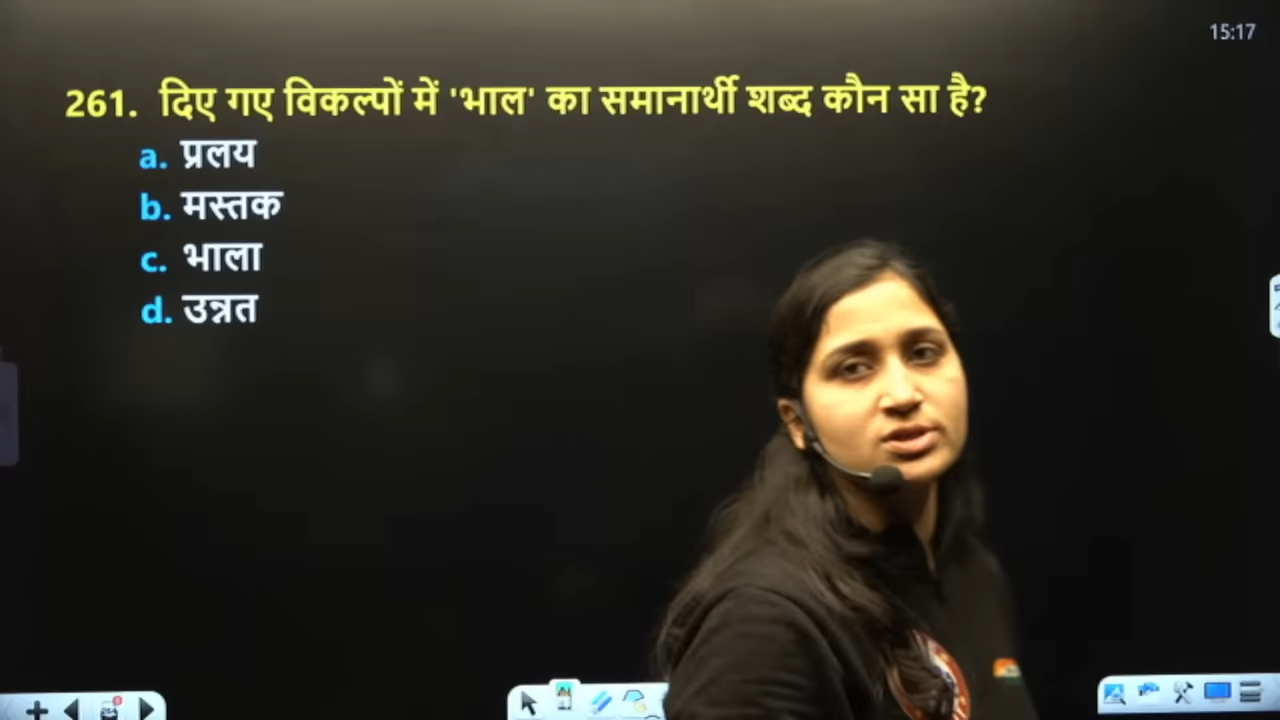 15:17
261. दिए गए विकल्पों में 'भाल' का समानार्थी शब्द कौन सा है?
a. प्रलय
b. मस्तक
c. भाला
d. उन्नत